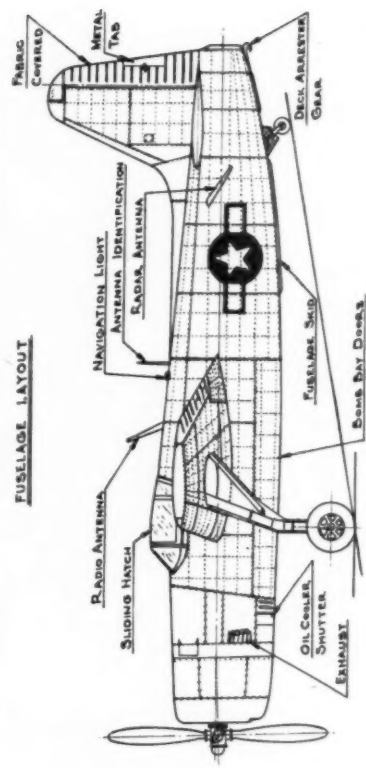 FUSELAGE LAYOUT
FABRIC
COVERED
METAL
TAB
NAVIGATION LIGHT
ANTENNA IDENTIFICATION
RADAR ANTENNA
RADIO ANTENNA
SLIDING HATCH
DECK ARRESTER
GEAR
FUSELAGE SKID
BOMB BAY DOORS
OIL COOLER
SHUTTER
EXHAUST